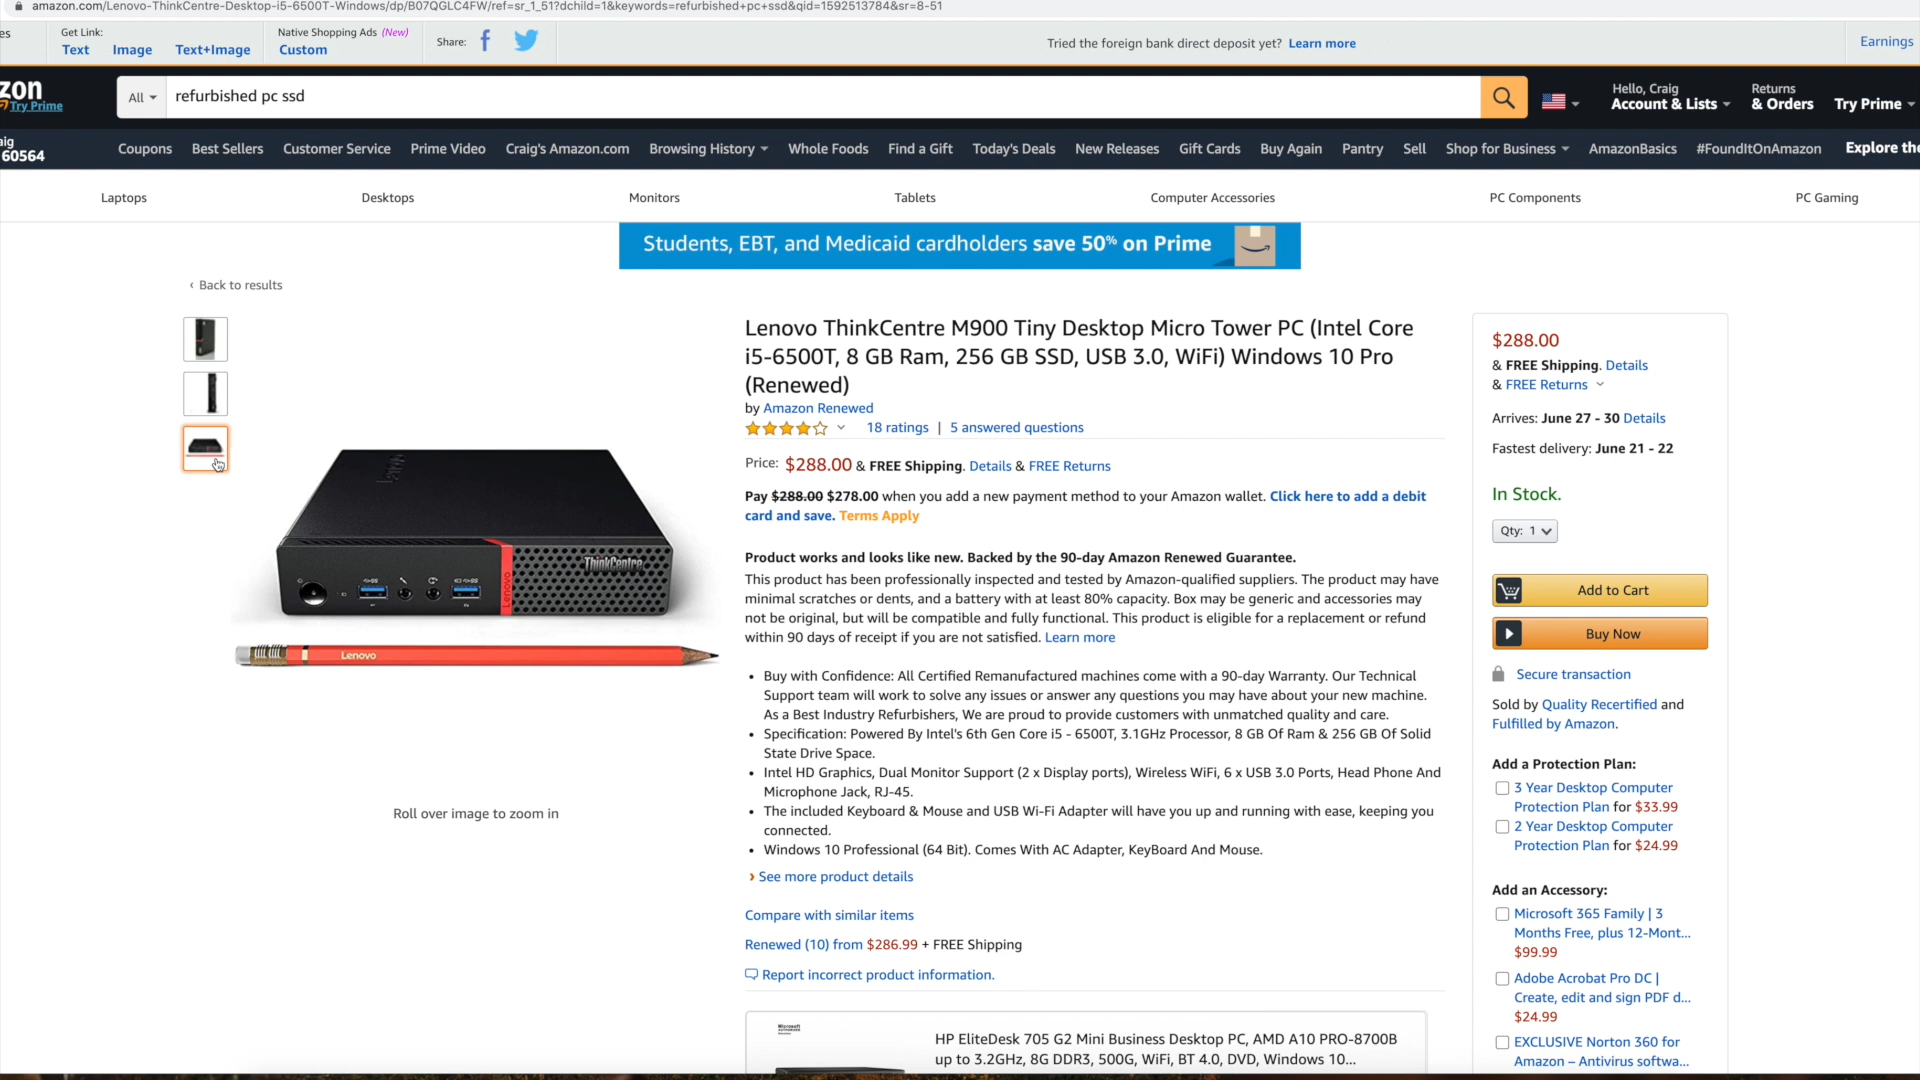 amazon.com/Lenovo-ThinkCentre-Desktop-i5-6500T-Windows/dp/B07QGLC4FW/ref=sr_1_51?dchild=1&keywords=refurbished+pc+ssd&qid=1592513784&sr=8-51
Get Link:
Text Image Text+Image
Native Shopping Ads (New)
Custom
Share:
Tried the foreign bank direct deposit yet? Learn more
Earnings
zon
Try Prime
All
refurbished pc ssd
Hello, Craig
Account & Lists
Returns
& Orders
Try Prime
aig
60564
Coupons Best Sellers Customer Service Prime Video Craig's Amazon.com Browsing History Whole Foods Find a Gift Today's Deals New Releases Gift Cards Buy Again Pantry Sell Shop for Business AmazonBasics #FoundItOnAmazon Explore the
Laptops Desktops Monitors Tablets Computer Accessories PC Components PC Gaming
Students, EBT, and Medicaid cardholders save 50% on Prime
‹ Back to results
Lenovo
ThinkCentre
Lenovo
Lenovo
Roll over image to zoom in
Lenovo ThinkCentre M900 Tiny Desktop Micro Tower PC (Intel Core
i5-6500T, 8 GB Ram, 256 GB SSD, USB 3.0, WiFi) Windows 10 Pro
(Renewed)
by Amazon Renewed
18 ratings | 5 answered questions
Price: $288.00 & FREE Shipping. Details & FREE Returns
Pay $288.00 $278.00 when you add a new payment method to your Amazon wallet. Click here to add a debit
card and save. Terms Apply
Product works and looks like new. Backed by the 90-day Amazon Renewed Guarantee.
This product has been professionally inspected and tested by Amazon-qualified suppliers. The product may have
minimal scratches or dents, and a battery with at least 80% capacity. Box may be generic and accessories may
not be original, but will be compatible and fully functional. This product is eligible for a replacement or refund
within 90 days of receipt if you are not satisfied. Learn more
• Buy with Confidence: All Certified Remanufactured machines come with a 90-day Warranty. Our Technical
Support team will work to solve any issues or answer any questions you may have about your new machine.
As a Best Industry Refurbishers, We are proud to provide customers with unmatched quality and care.
• Specification: Powered By Intel's 6th Gen Core i5 - 6500T, 3.1GHz Processor, 8 GB Of Ram & 256 GB Of Solid
State Drive Space.
• Intel HD Graphics, Dual Monitor Support (2 x Display ports), Wireless WiFi, 6 x USB 3.0 Ports, Head Phone And
Microphone Jack, RJ-45.
• The included Keyboard & Mouse and USB Wi-Fi Adapter will have you up and running with ease, keeping you
connected.
• Windows 10 Professional (64 Bit). Comes With AC Adapter, KeyBoard And Mouse.
› See more product details
Compare with similar items
Renewed (10) from $286.99 + FREE Shipping
Report incorrect product information.
Microsoft
HP EliteDesk 705 G2 Mini Business Desktop PC, AMD A10 PRO-8700B
up to 3.2GHz, 8G DDR3, 500G, WiFi, BT 4.0, DVD, Windows 10...
$288.00
& FREE Shipping. Details
& FREE Returns
Arrives: June 27 - 30 Details
Fastest delivery: June 21 - 22
In Stock.
Qty: 1
Add to Cart
Buy Now
Secure transaction
Sold by Quality Recertified and
Fulfilled by Amazon.
Add a Protection Plan:
3 Year Desktop Computer
Protection Plan for $33.99
2 Year Desktop Computer
Protection Plan for $24.99
Add an Accessory:
Microsoft 365 Family | 3
Months Free, plus 12-Mont...
$99.99
Adobe Acrobat Pro DC |
Create, edit and sign PDF d...
$24.99
EXCLUSIVE Norton 360 for
Amazon – Antivirus softwa...